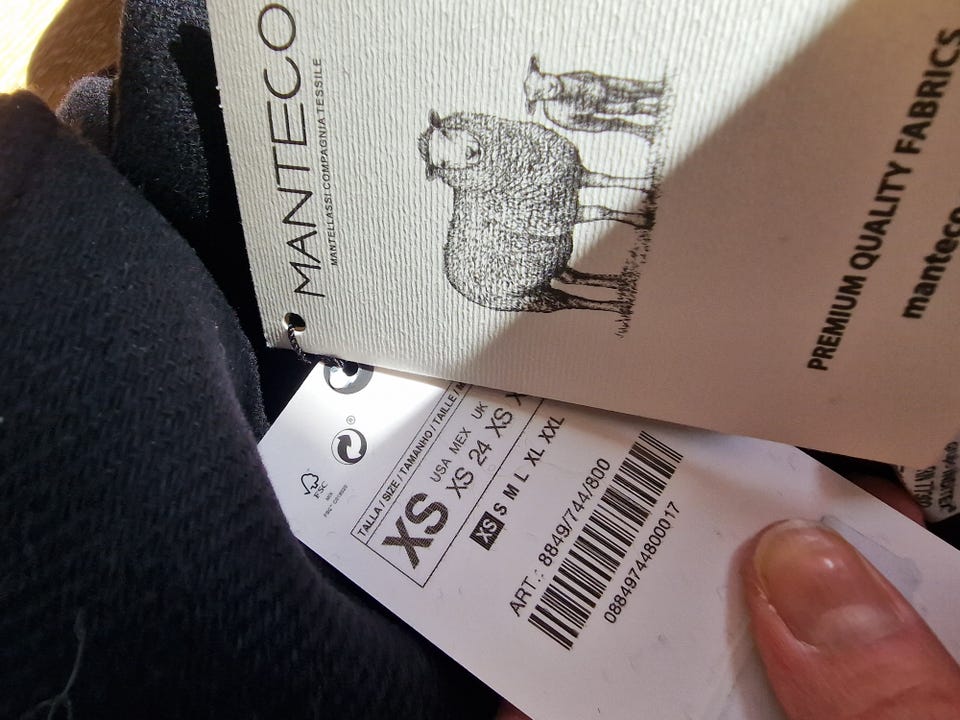 MANTECO
MANTELLASSI COMPAGNIA TESSILE
PREMIUM QUALITY FABRICS
manteco
®
FSC
MIX
TALLA / SIZE / TAMANHO / TAILLE /
USA MEX UK
XS XS 24 XS
XS S M L XL XXL
ART.: 8849/744/800
08849744800017